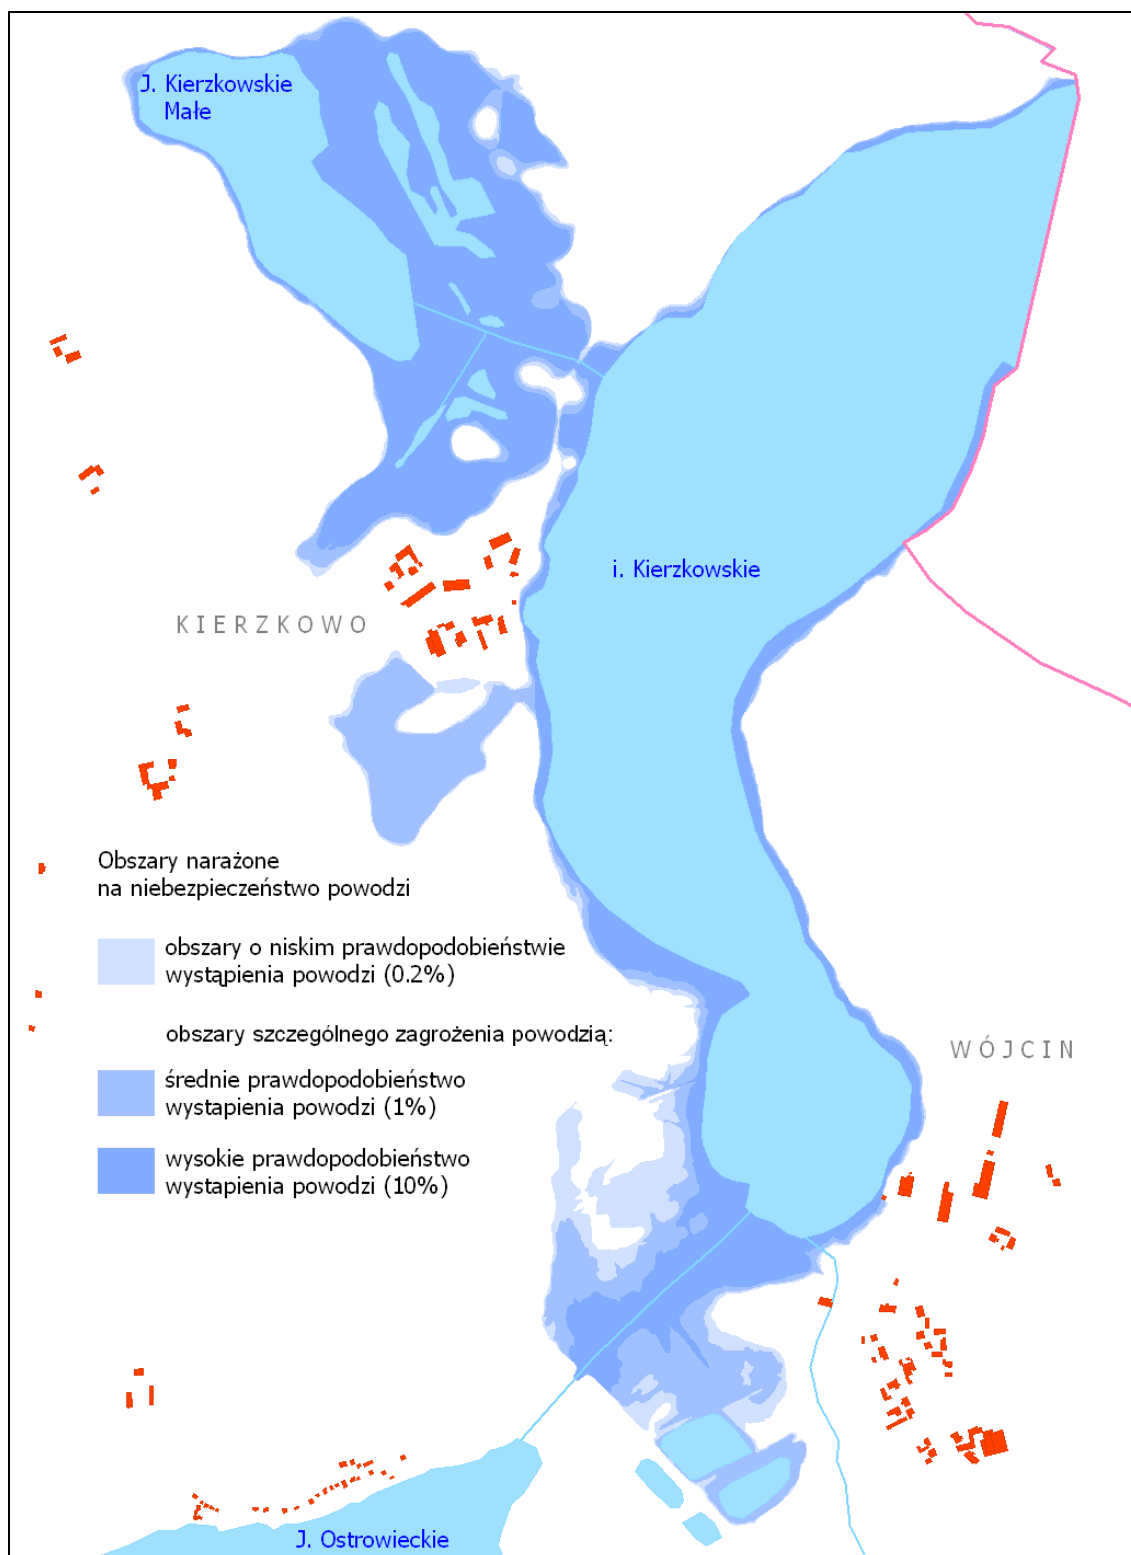 J. Kierzkowskie
Małe
i. Kierzkowskie
KIERZKOWO
Obszary narażone
na niebezpieczeństwo powodzi
obszary o niskim prawdopodobieństwie
wystąpienia powodzi (0.2%)
obszary szczególnego zagrożenia powodzią:
WÓJCIN
średnie prawdopodobieństwo
wystapienia powodzi (1%)
wysokie prawdopodobieństwo
wystapienia powodzi (10%)
J. Ostrowieckie